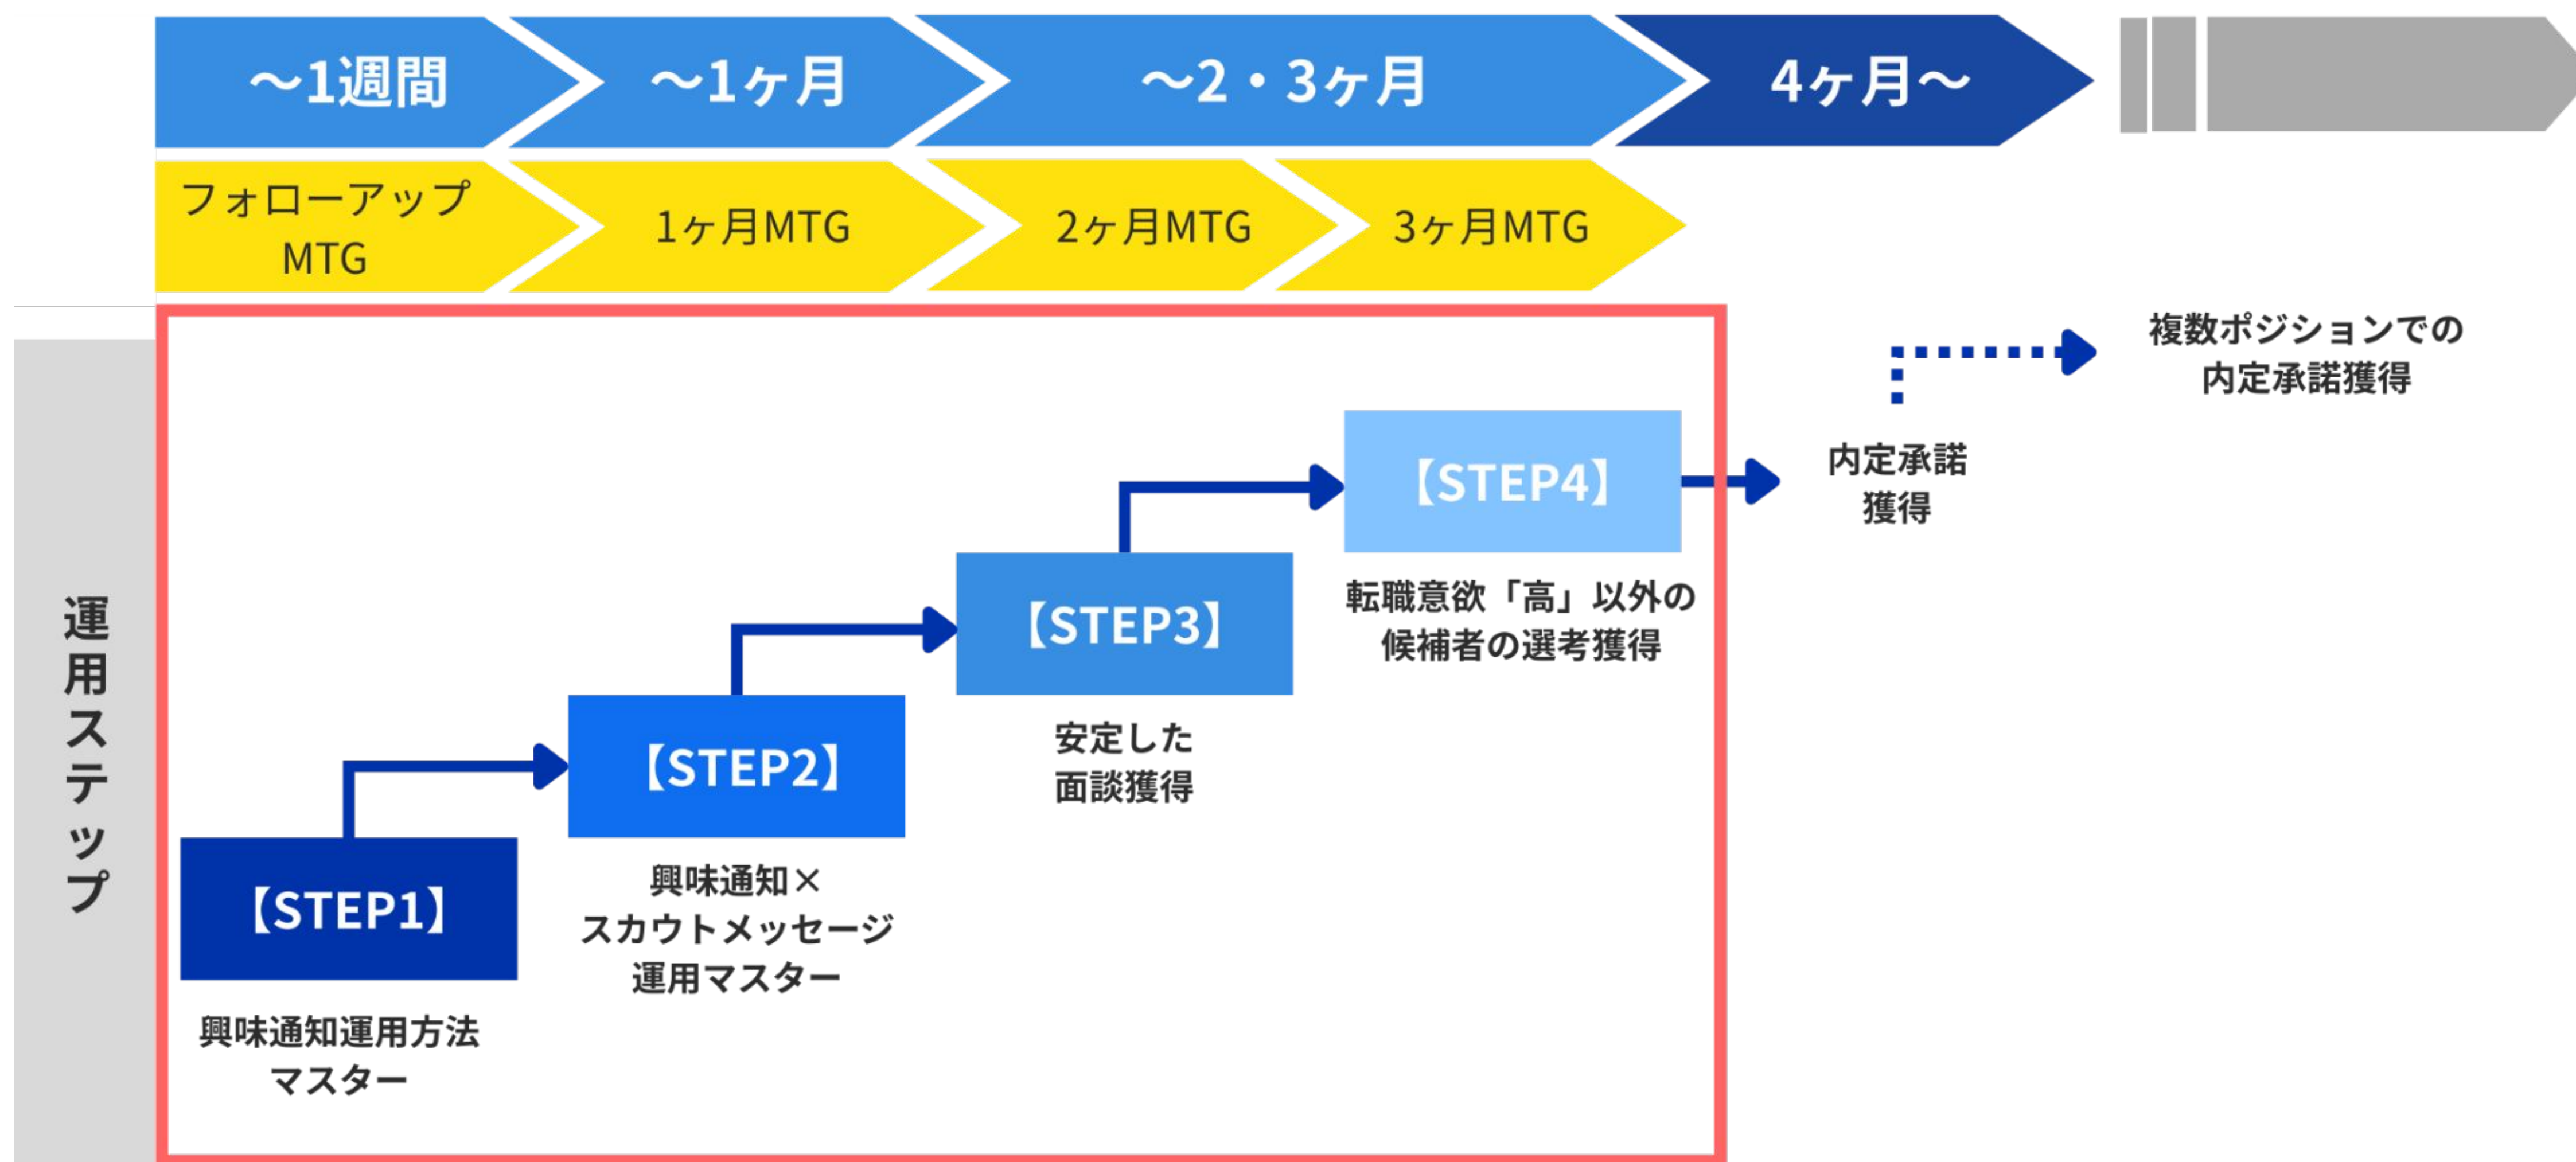 ～1週間
～1ヶ月
～2・3ヶ月
4ヶ月～
フォローアップ
MTG
1ヶ月MTG
2ヶ月MTG
3ヶ月MTG
運用ステップ
【STEP1】
興味通知運用方法
マスター
【STEP2】
興味通知×
スカウトメッセージ
運用マスター
【STEP3】
安定した
面談獲得
【STEP4】
転職意欲「高」以外の
候補者の選考獲得
内定承諾
獲得
複数ポジションでの
内定承諾獲得